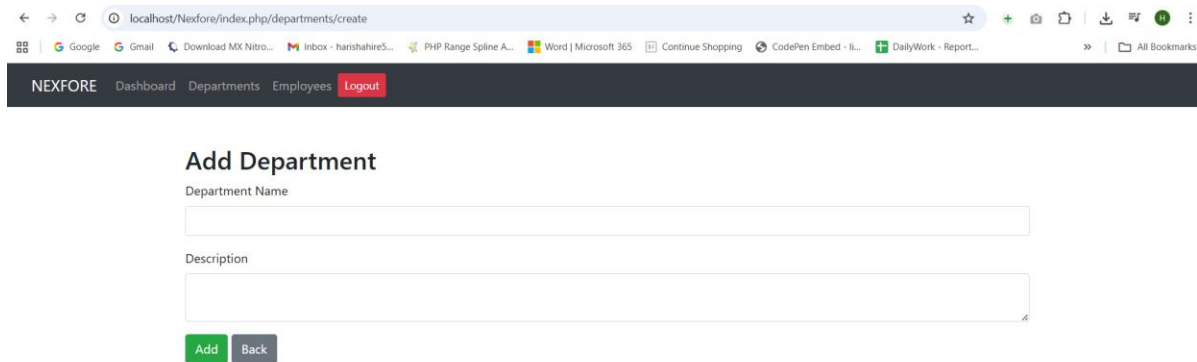 localhost/Nexfore/index.php/departments/create
H
Google Gmail Download MX Nitro... Inbox - harishahire5... PHP Range Spline A... Word | Microsoft 365 Continue Shopping CodePen Embed - li... DailyWork - Report... » All Bookmarks
NEXFORE Dashboard Departments Employees Logout
Add Department
Department Name
Description
Add Back